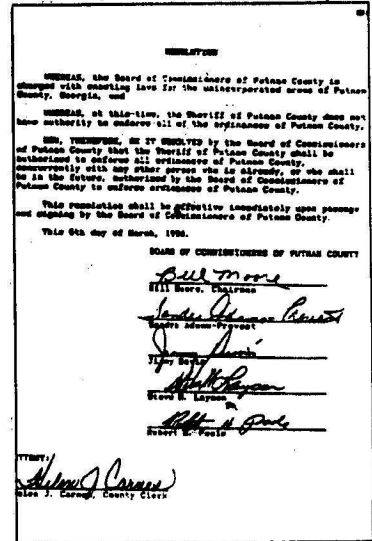 RESOLUTION
WHEREAS, the Board of Commissioners of Putnam County is
charged with enacting laws for the unincorporated areas of Putnam
County, Georgia, and
WHEREAS, at this time, the Sheriff of Putnam County does not
have authority to enforce all of the ordinances of Putnam County,
NOW, THEREFORE, BE IT RESOLVED by the Board of Commissioners
of Putnam County that the Sheriff of Putnam County shall be
authorized to enforce all ordinances of Putnam County,
concurrently with any other person who is already, or who shall
be in the future, authorized by the Board of Commissioners of
Putnam County to enforce ordinances of Putnam County.
This resolution shall be effective immediately upon passage
and signing by the Board of Commissioners of Putnam County.
This 6th day of March, 1996.
BOARD OF COMMISSIONERS OF PUTNAM COUNTY
Bill Moore
Bill Moore, Chairman
Sandra Adams-Provost
Jimmy Davis
Steve H. Layson
Robert H. Poole
TTEST:
Helen J. Carnes
elen J. Carnes, County Clerk